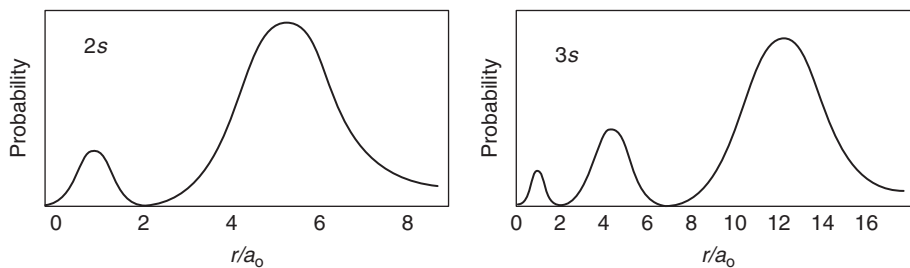 2s
Probability
0 2 4 6 8
r/a₀
3s
Probability
0 2 4 6 8 10 12 14 16
r/a₀